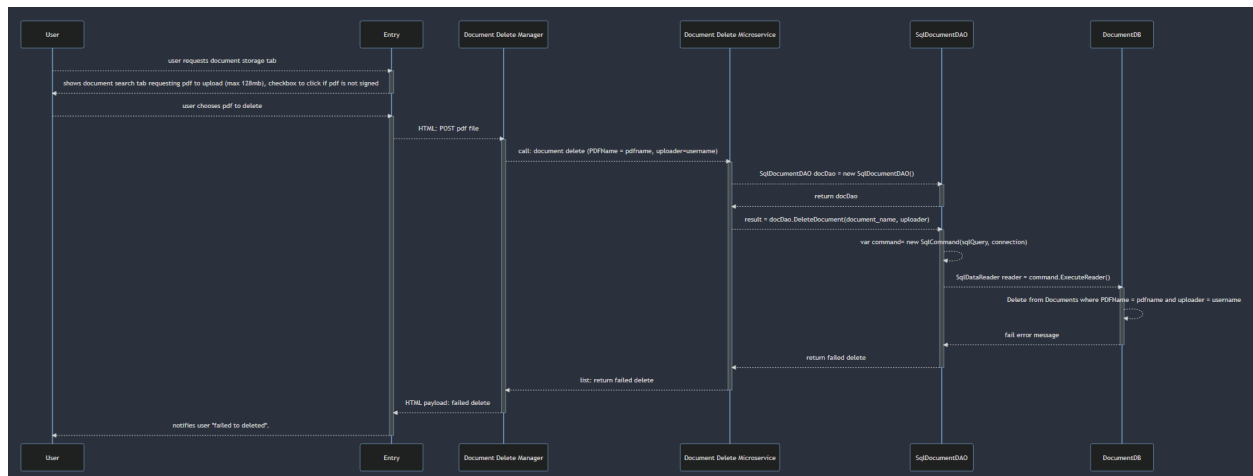 User
Entry
Document Delete Manager
Document Delete Microservice
SqlDocumentDAO
DocumentDB
user requests document storage tab
shows document search tab requesting pdf to upload (max 128mb), checkbox to click if pdf is not signed
user chooses pdf to delete
HTML: POST pdf file
call: document delete (PDFName = pdfname, uploader=username)
SqlDocumentDAO docDao = new SqlDocumentDAO()
return docDao
result = docDao.DeleteDocument(document_name, uploader)
var command= new SqlCommand(sqlQuery, connection)
SqlDataReader reader = command.ExecuteReader()
Delete from Documents where PDFName = pdfname and uploader = username
fail error message
return failed delete
list: return failed delete
HTML payload: failed delete
notifies user "failed to deleted".
User
Entry
Document Delete Manager
Document Delete Microservice
SqlDocumentDAO
DocumentDB